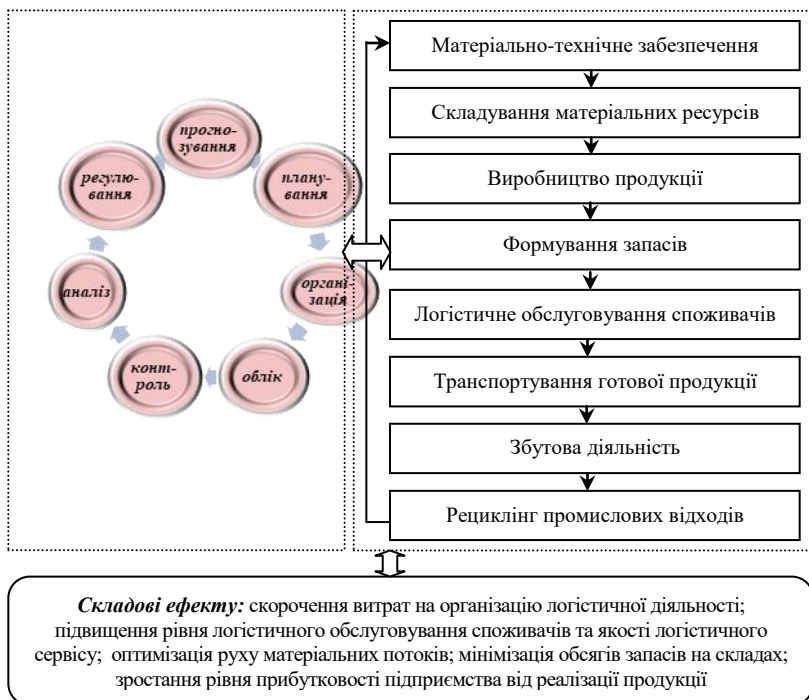 прогно-
зування
плану-
вання
органі-
зація
облік
конт-
роль
аналіз
регулю-
вання
Матеріально-технічне забезпечення
Складування матеріальних ресурсів
Виробництво продукції
Формування запасів
Логістичне обслуговування споживачів
Транспортування готової продукції
Збутова діяльність
Рециклінг промислових відходів
Складові ефекту: скорочення витрат на організацію логістичної діяльності;
підвищення рівня логістичного обслуговування споживачів та якості логістичного
сервісу; оптимізація руху матеріальних потоків; мінімізація обсягів запасів на складах;
зростання рівня прибутковості підприємства від реалізації продукції